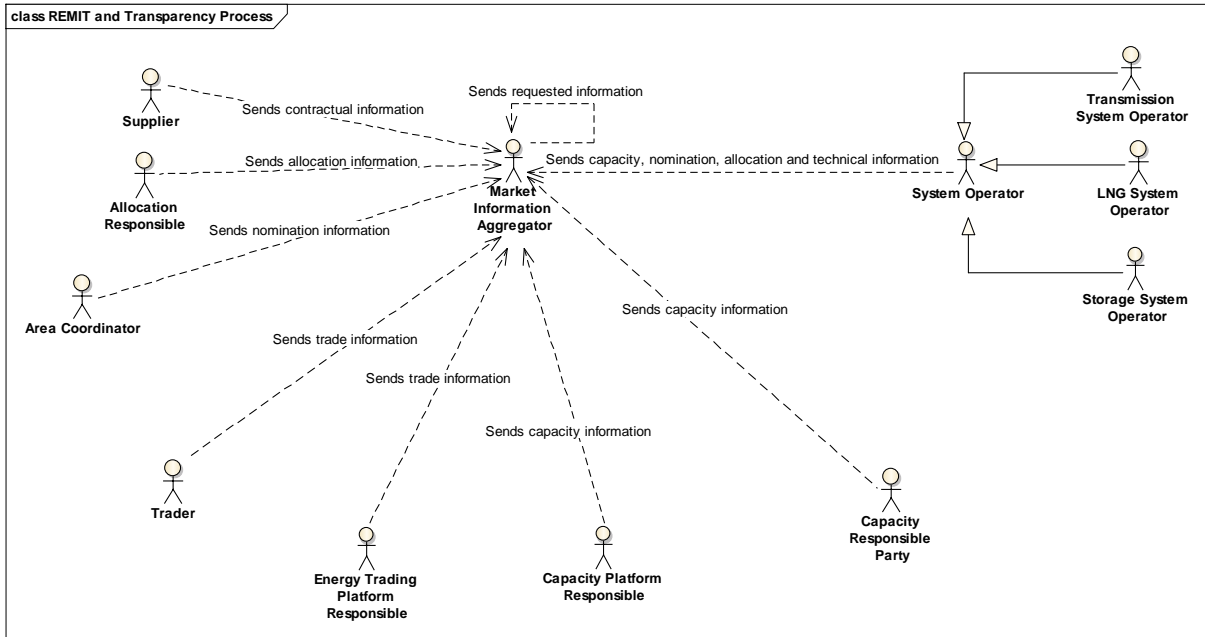 class REMIT and Transparency Process
Supplier
Sends contractual information
Sends requested information
Transmission
System Operator
Allocation
Responsible
Sends allocation information
Market
Information
Aggregator
Sends capacity, nomination, allocation and technical information
System Operator
LNG System
Operator
Sends nomination information
Area Coordinator
Storage System
Operator
Sends capacity information
Sends trade information
Sends trade information
Sends capacity information
Trader
Energy Trading
Platform
Responsible
Capacity Platform
Responsible
Capacity
Responsible
Party